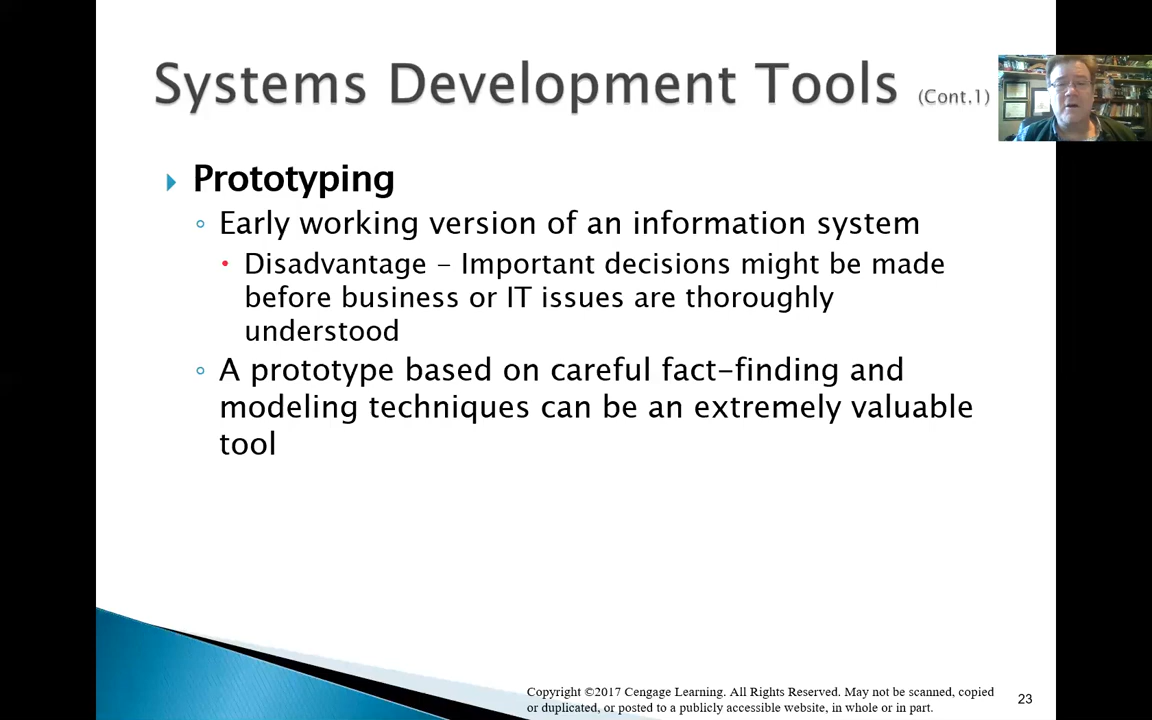 Systems Development Tools (Cont.1)
Prototyping
Early working version of an information system
Disadvantage – Important decisions might be made
before business or IT issues are thoroughly
understood
A prototype based on careful fact-finding and
modeling techniques can be an extremely valuable
tool
Copyright ©2017 Cengage Learning. All Rights Reserved. May not be scanned, copied
or duplicated, or posted to a publicly accessible website, in whole or in part.
23